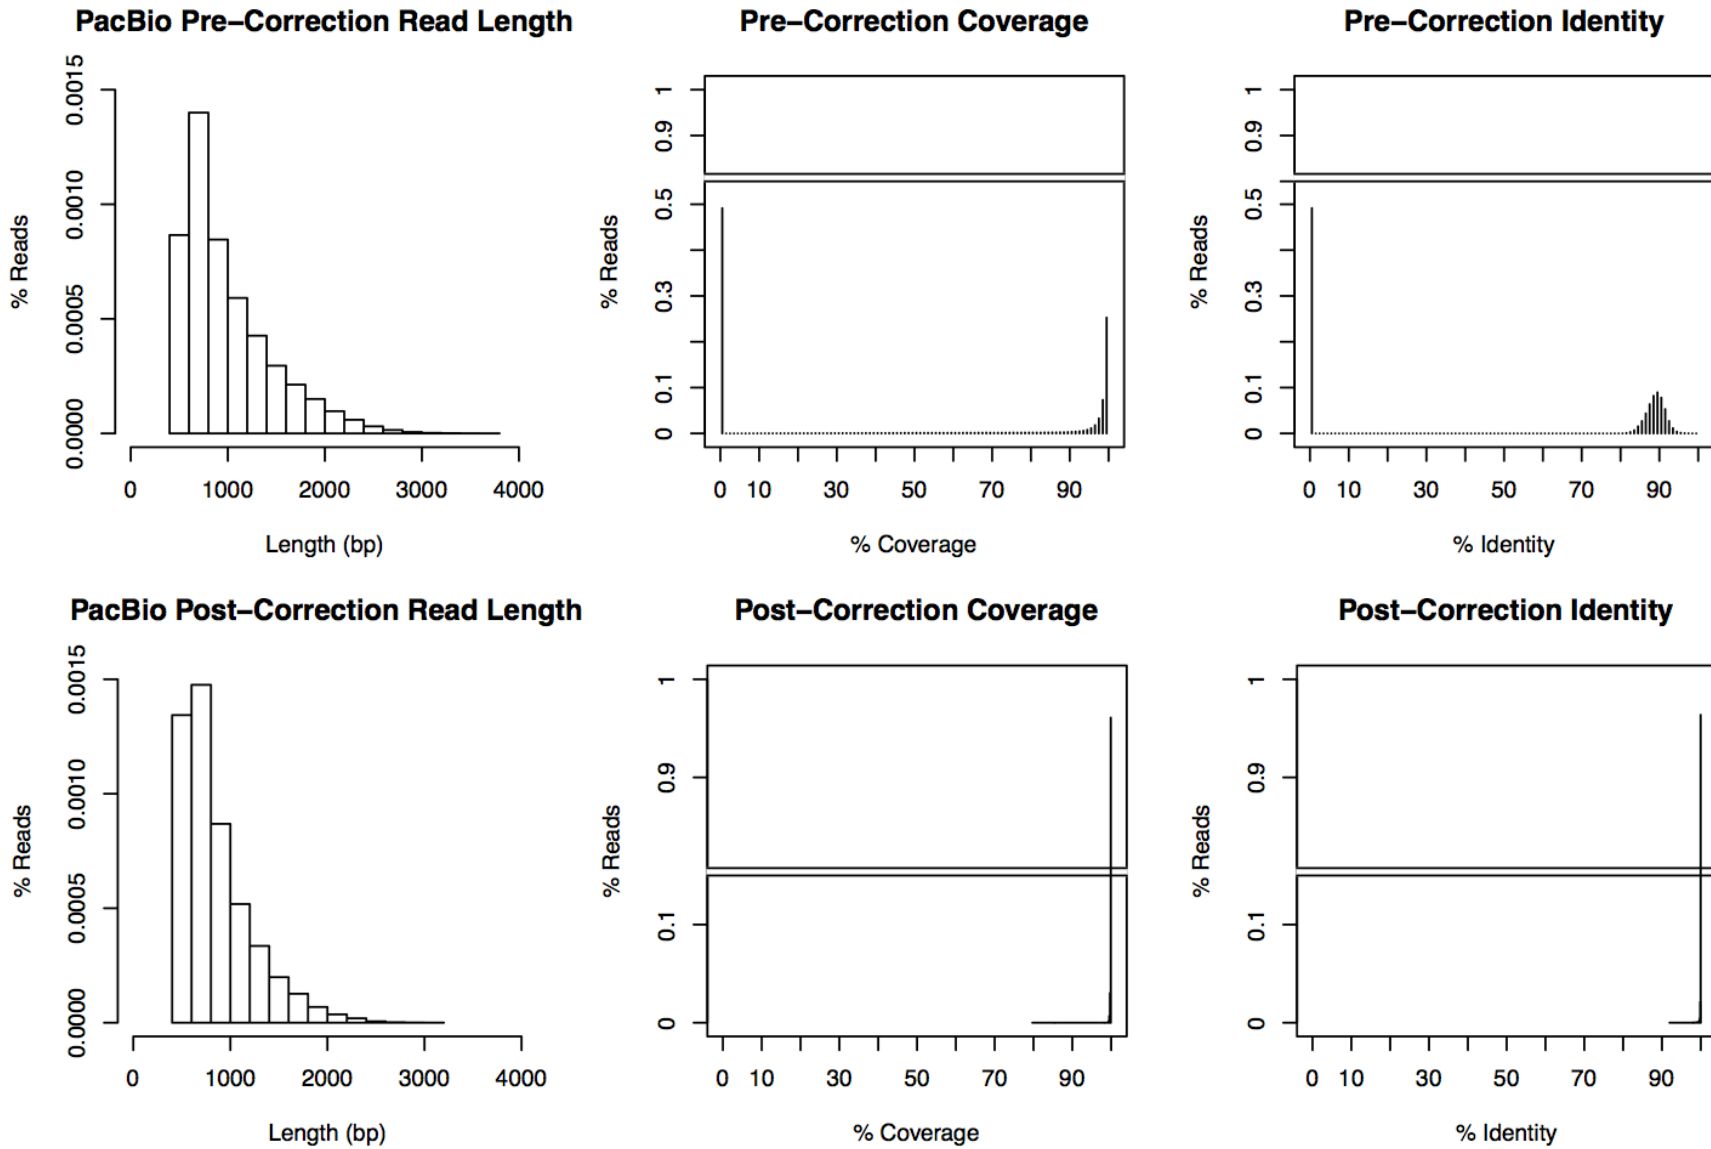 PacBio Pre−Correction Read Length
% Reads
0.0000 0.0005 0.0010 0.0015
0 1000 2000 3000 4000
Length (bp)
Pre−Correction Coverage
% Reads
0 0.1 0.3 0.5 0.9 1
0 10 30 50 70 90
% Coverage
Pre−Correction Identity
% Reads
0 0.1 0.3 0.5 0.9 1
0 10 30 50 70 90
% Identity
PacBio Post−Correction Read Length
% Reads
0.0000 0.0005 0.0010 0.0015
0 1000 2000 3000 4000
Length (bp)
Post−Correction Coverage
% Reads
0 0.1 0.9 1
0 10 30 50 70 90
% Coverage
Post−Correction Identity
% Reads
0 0.1 0.9 1
0 10 30 50 70 90
% Identity